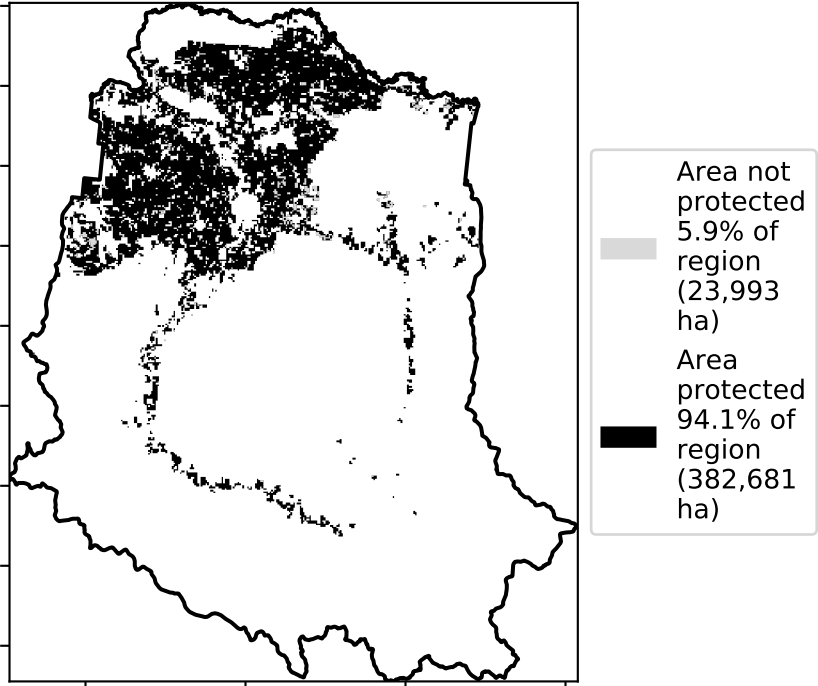 Area not
protected
5.9% of
region
(23,993
ha)
Area
protected
94.1% of
region
(382,681
ha)